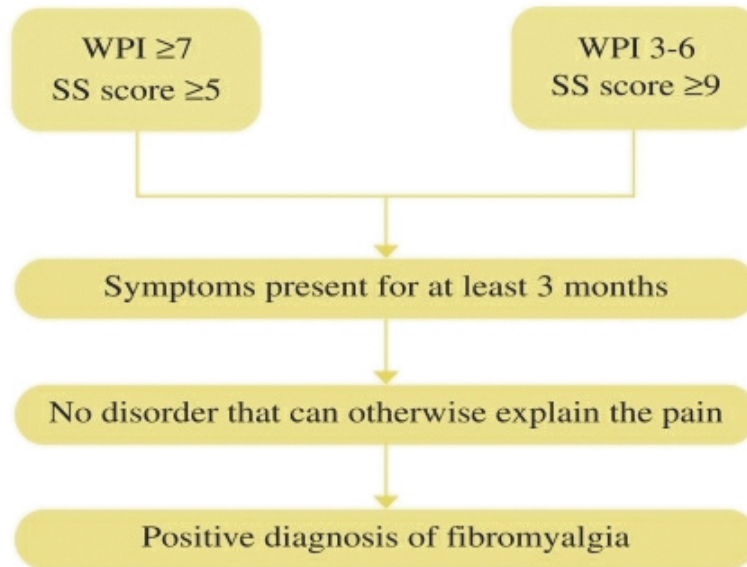 WPI ≥7
SS score ≥5
WPI 3-6
SS score ≥9
Symptoms present for at least 3 months
No disorder that can otherwise explain the pain
Positive diagnosis of fibromyalgia